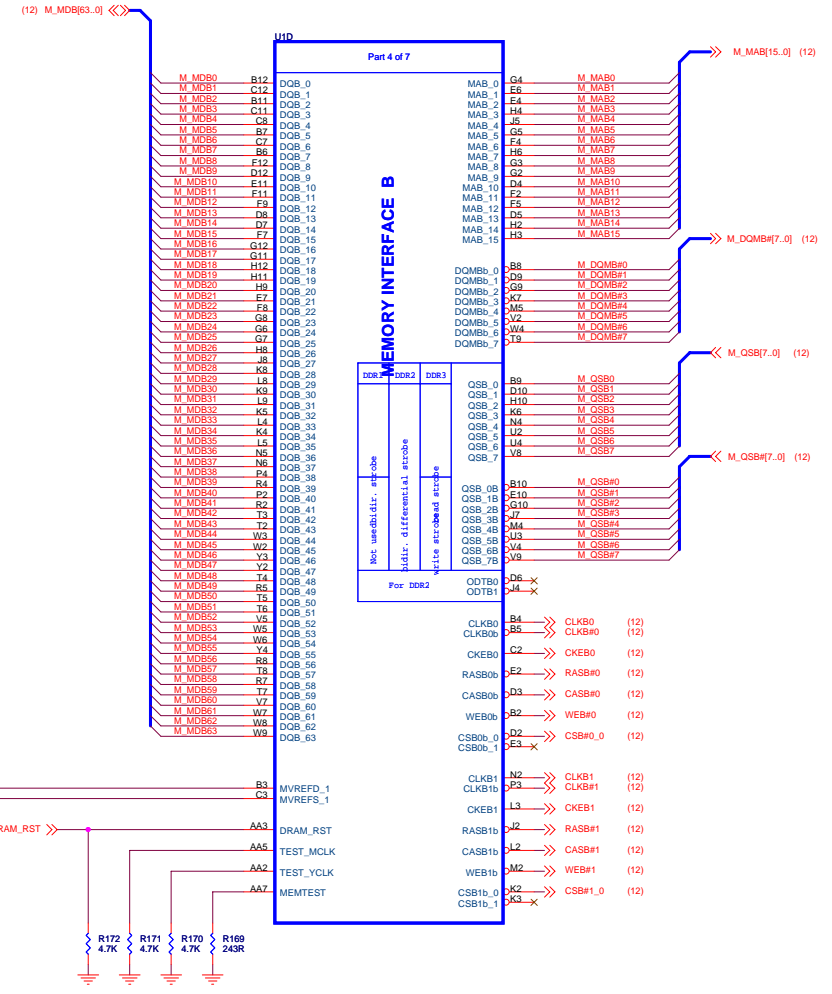 (12) M_MDB[63..0]
U1D
Part 4 of 7
MEMORY INTERFACE B
M_MDB0 B12 DQB_0
M_MDB1 C12 DQB_1
M_MDB2 B11 DQB_2
M_MDB3 C11 DQB_3
M_MDB4 C8 DQB_4
M_MDB5 B7 DQB_5
M_MDB6 C7 DQB_6
M_MDB7 B6 DQB_7
M_MDB8 F12 DQB_8
M_MDB9 D12 DQB_9
M_MDB10 E11 DQB_10
M_MDB11 F11 DQB_11
M_MDB12 F9 DQB_12
M_MDB13 D8 DQB_13
M_MDB14 D7 DQB_14
M_MDB15 F7 DQB_15
M_MDB16 G12 DQB_16
M_MDB17 G11 DQB_17
M_MDB18 H12 DQB_18
M_MDB19 H11 DQB_19
M_MDB20 H9 DQB_20
M_MDB21 E7 DQB_21
M_MDB22 F8 DQB_22
M_MDB23 G8 DQB_23
M_MDB24 G6 DQB_24
M_MDB25 G7 DQB_25
M_MDB26 H8 DQB_26
M_MDB27 J8 DQB_27
M_MDB28 K8 DQB_28
M_MDB29 L8 DQB_29
M_MDB30 K9 DQB_30
M_MDB31 L9 DQB_31
M_MDB32 K5 DQB_32
M_MDB33 L4 DQB_33
M_MDB34 K4 DQB_34
M_MDB35 L5 DQB_35
M_MDB36 N5 DQB_36
M_MDB37 N6 DQB_37
M_MDB38 P4 DQB_38
M_MDB39 R4 DQB_39
M_MDB40 P2 DQB_40
M_MDB41 R2 DQB_41
M_MDB42 T3 DQB_42
M_MDB43 T2 DQB_43
M_MDB44 W3 DQB_44
M_MDB45 W2 DQB_45
M_MDB46 Y3 DQB_46
M_MDB47 Y2 DQB_47
M_MDB48 T4 DQB_48
M_MDB49 R5 DQB_49
M_MDB50 T5 DQB_50
M_MDB51 T6 DQB_51
M_MDB52 V5 DQB_52
M_MDB53 W5 DQB_53
M_MDB54 W6 DQB_54
M_MDB55 Y4 DQB_55
M_MDB56 R8 DQB_56
M_MDB57 T8 DQB_57
M_MDB58 R7 DQB_58
M_MDB59 T7 DQB_59
M_MDB60 V7 DQB_60
M_MDB61 W7 DQB_61
M_MDB62 W8 DQB_62
M_MDB63 W9 DQB_63
B3 MVREFD_1
C3 MVREFS_1
AA3 DRAM_RST
AA5 TEST_MCLK
AA2 TEST_YCLK
AA7 MEMTEST
R172 R171 R170 R169
4.7K 4.7K 4.7K 243R
DDR1 DDR2 DDR3
Not used bidir. strobe
bidir. differential strobe
write strobe read strobe
For DDR2
M_MAB[15..0] (12)
MAB_0 G4 M_MAB0
MAB_1 E6 M_MAB1
MAB_2 E4 M_MAB2
MAB_3 H4 M_MAB3
MAB_4 J5 M_MAB4
MAB_5 G5 M_MAB5
MAB_6 F4 M_MAB6
MAB_7 H6 M_MAB7
MAB_8 G3 M_MAB8
MAB_9 G2 M_MAB9
MAB_10 D4 M_MAB10
MAB_11 F2 M_MAB11
MAB_12 F5 M_MAB12
MAB_13 D5 M_MAB13
MAB_14 H2 M_MAB14
MAB_15 H3 M_MAB15
M_DQMB#[7..0] (12)
DQMBb_0 B8 M_DQMB#0
DQMBb_1 D9 M_DQMB#1
DQMBb_2 G9 M_DQMB#2
DQMBb_3 K7 M_DQMB#3
DQMBb_4 M5 M_DQMB#4
DQMBb_5 V2 M_DQMB#5
DQMBb_6 W4 M_DQMB#6
DQMBb_7 T9 M_DQMB#7
M_QSB[7..0] (12)
QSB_0 B9 M_QSB0
QSB_1 D10 M_QSB1
QSB_2 H10 M_QSB2
QSB_3 K6 M_QSB3
QSB_4 N4 M_QSB4
QSB_5 U2 M_QSB5
QSB_6 U4 M_QSB6
QSB_7 V8 M_QSB7
M_QSB#[7..0] (12)
QSB_0B B10 M_QSB#0
QSB_1B E10 M_QSB#1
QSB_2B G10 M_QSB#2
QSB_3B J7 M_QSB#3
QSB_4B M4 M_QSB#4
QSB_5B U3 M_QSB#5
QSB_6B V4 M_QSB#6
QSB_7B V9 M_QSB#7
ODTB0 D6
ODTB1 J4
CLKB0 B4 CLKB0 (12)
CLKB0b B5 CLKB#0 (12)
CKEB0 C2 CKEB0 (12)
RASB0b E2 RASB#0 (12)
CASB0b D3 CASB#0 (12)
WEB0b B2 WEB#0 (12)
CSB0b_0 D2 CSB#0_0 (12)
CSB0b_1 E3
CLKB1 N2 CLKB1 (12)
CLKB1b P3 CLKB#1 (12)
CKEB1 L3 CKEB1 (12)
RASB1b J2 RASB#1 (12)
CASB1b L2 CASB#1 (12)
WEB1b M2 WEB#1 (12)
CSB1b_0 K2 CSB#1_0 (12)
CSB1b_1 K3